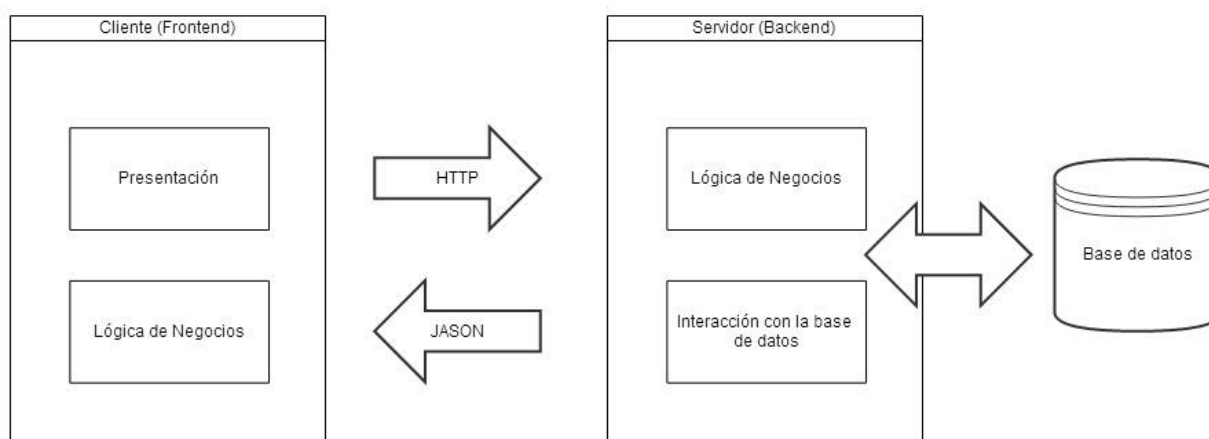 Cliente (Frontend)
Servidor (Backend)
Presentación
HTTP
Lógica de Negocios
Base de datos
Lógica de Negocios
JASON
Interacción con la base
de datos